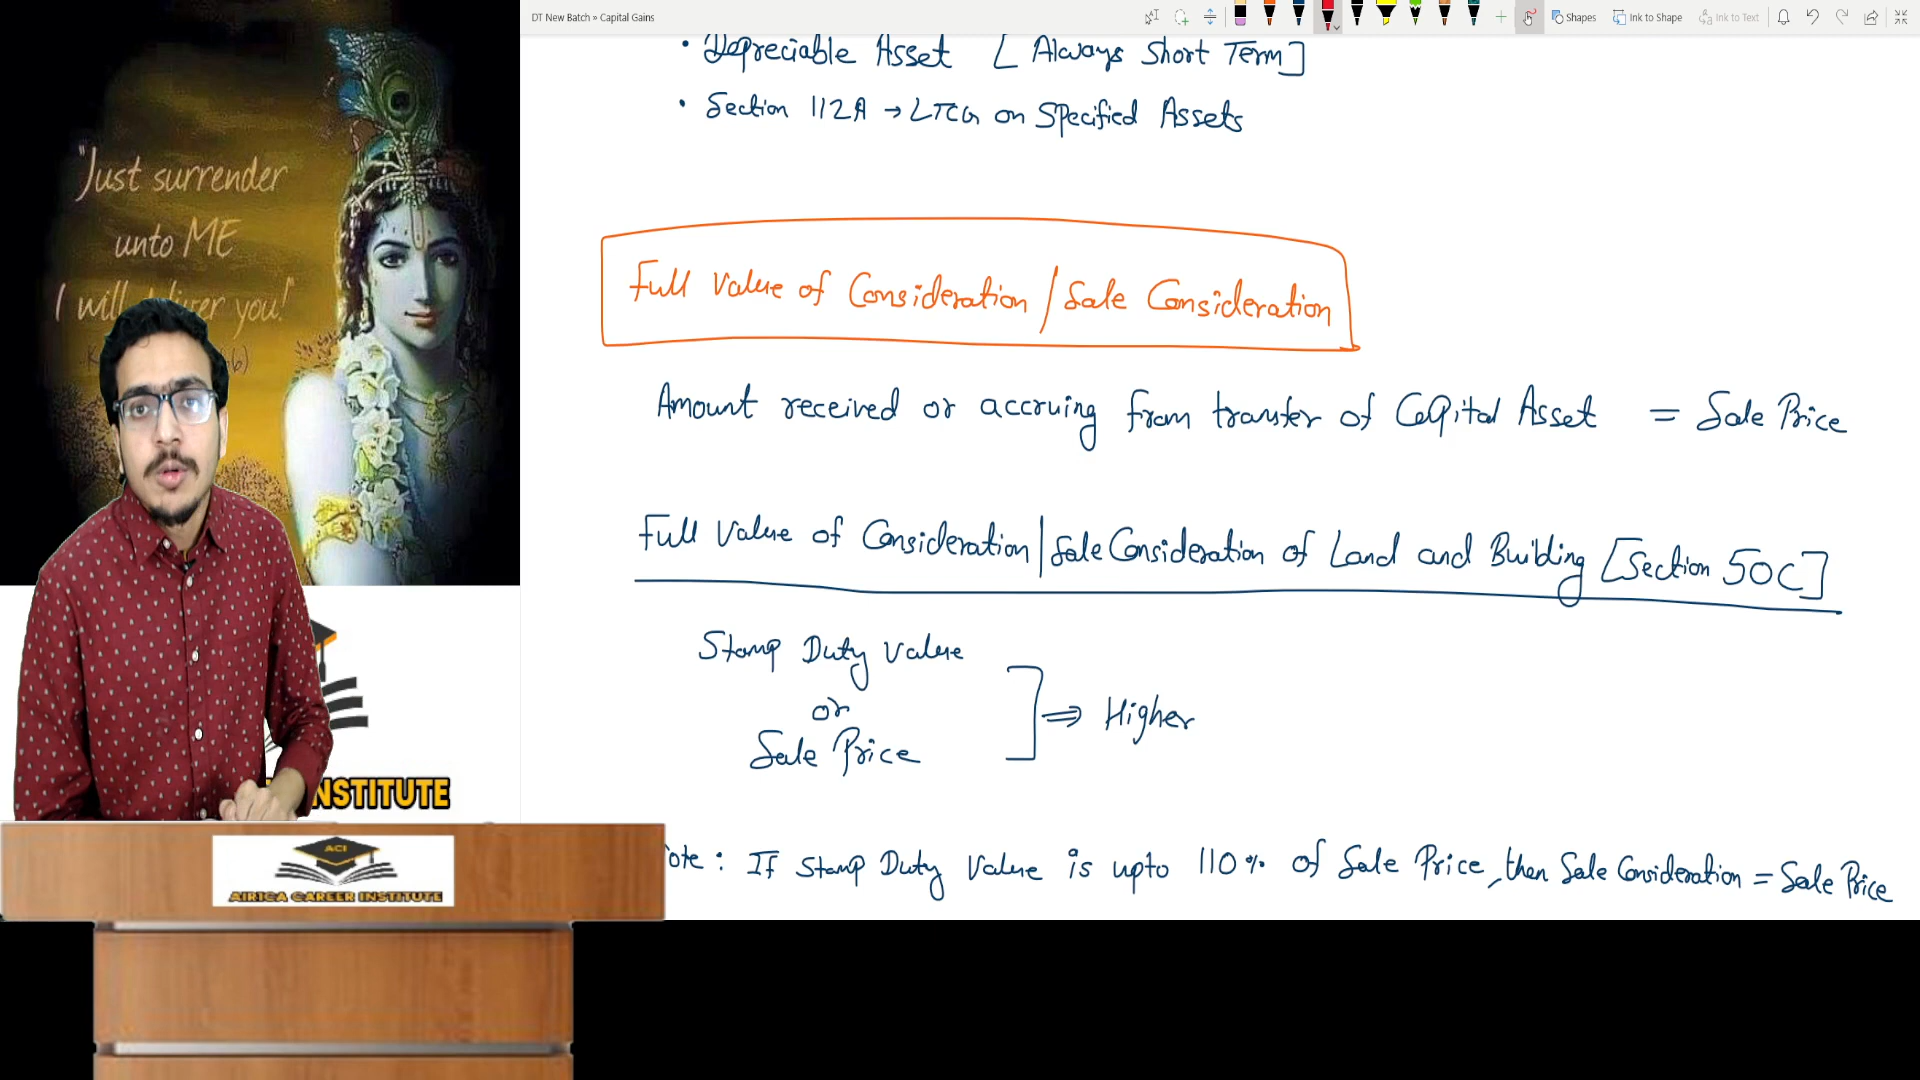 DT New Batch » Capital Gains
Shapes
Ink to Shape
Ink to Text
• Depreciable Asset [Always Short Term]
• Section 112A → LTCG on Specified Assets
"Just surrender
unto ME
I will deliver you!"
Full Value of Consideration / Sale Consideration
Amount received or accruing from transfer of Capital Asset = Sale Price
Full Value of Consideration | Sale Consideration of Land and Building [Section 50C]
Stamp Duty Value
or
Sale Price
⇒ Higher
INSTITUTE
ote : If Stamp Duty Value is upto 110% of Sale Price, then Sale Consideration = Sale Price
ACI
AIRICA CAREER INSTITUTE